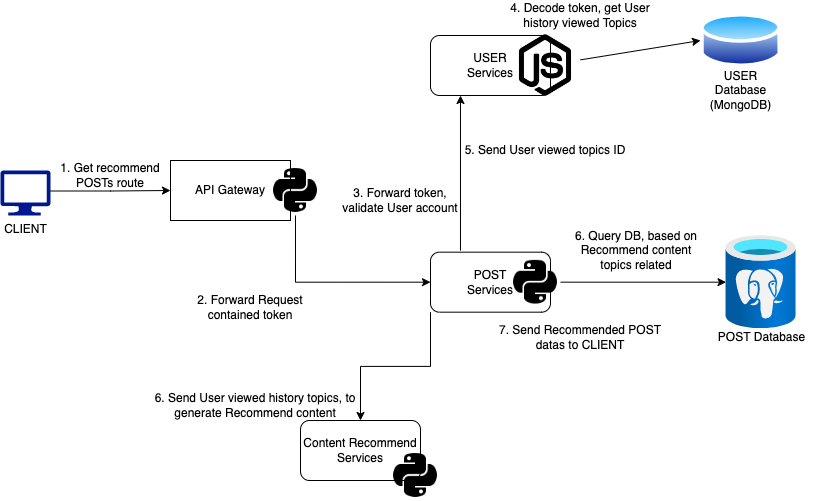 4. Decode token, get User
history viewed Topics
USER
Services
JS
USER
Database
(MongoDB)
5. Send User viewed topics ID
1. Get recommend
POSTs route
API Gateway
CLIENT
3. Forward token,
validate User account
6. Query DB, based on
Recommend content
topics related
POST
Services
2. Forward Request
contained token
7. Send Recommended POST
datas to CLIENT
POST Database
6. Send User viewed history topics, to
generate Recommend content
Content Recommend
Services